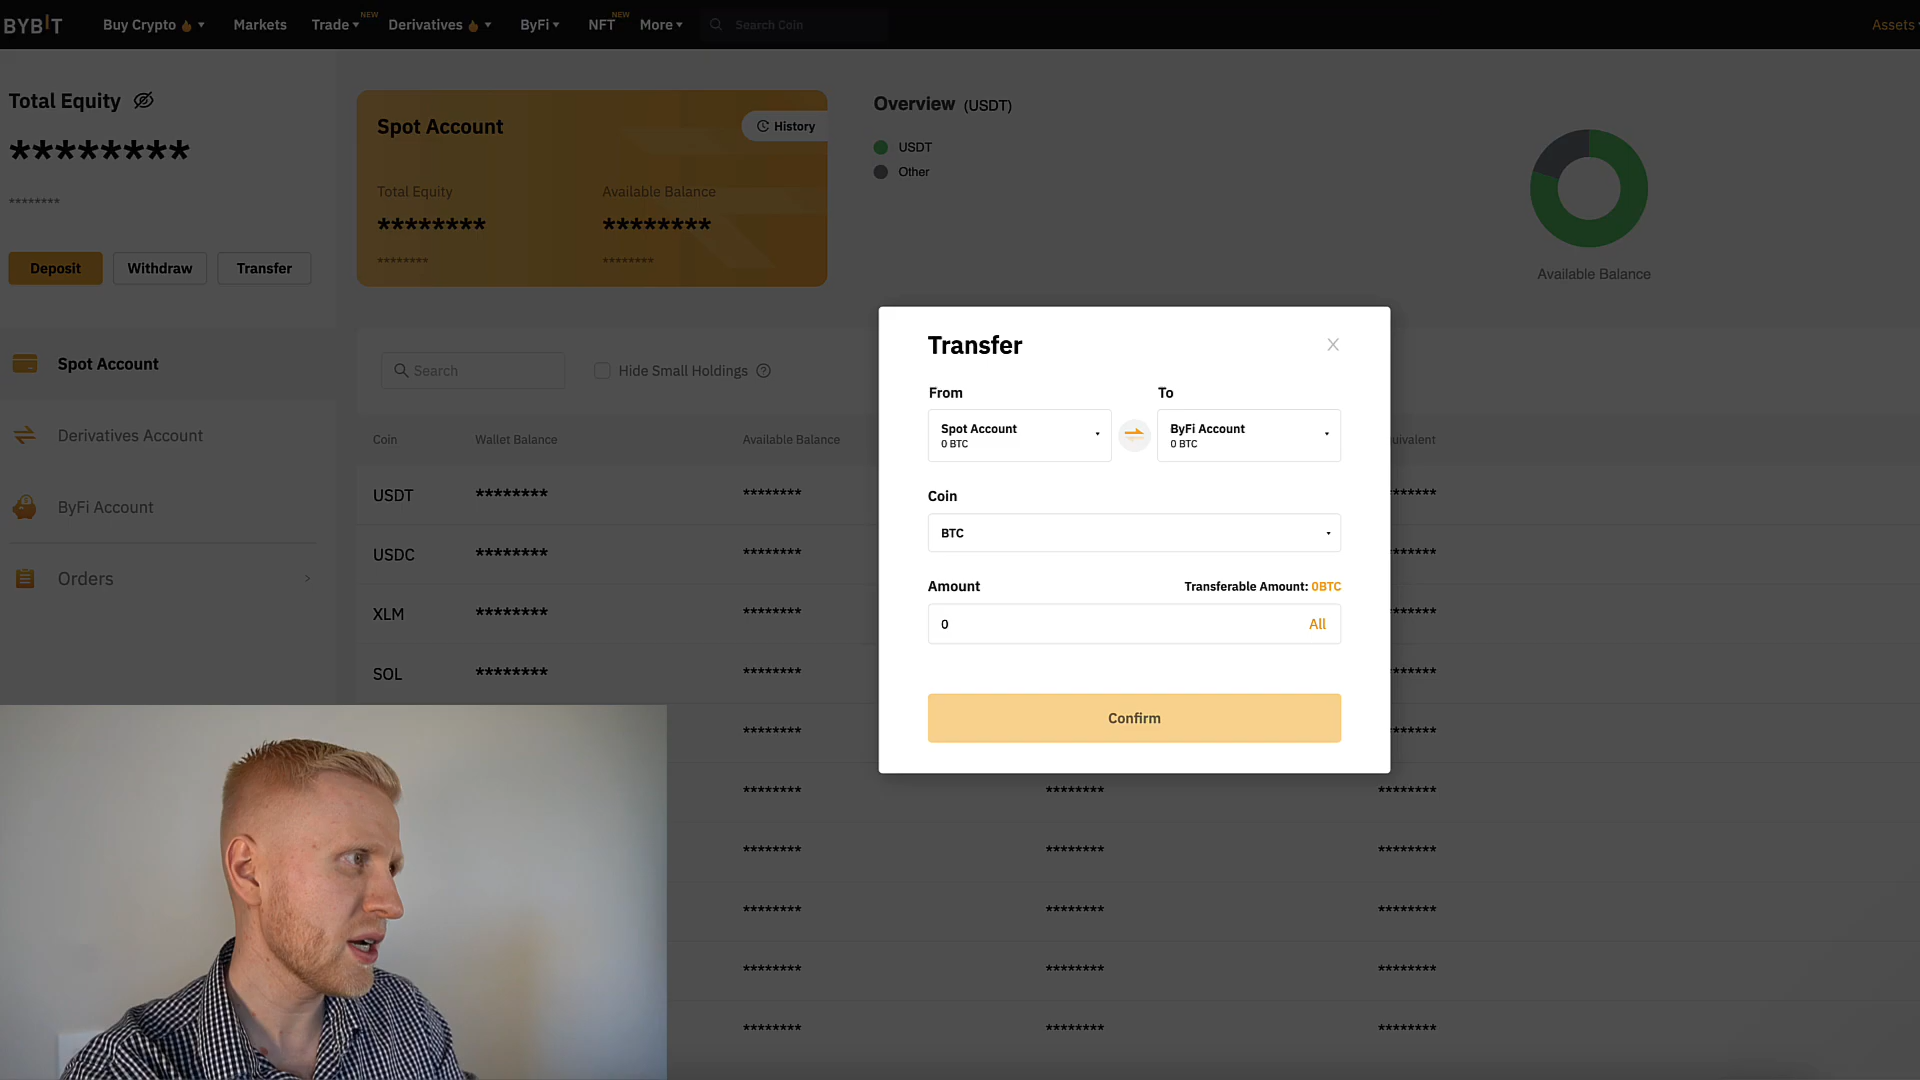 BYBIT Buy Crypto Markets Trade NEW Derivatives ByFi NFT NEW More Search Coin Assets
Total Equity
********
********
Deposit Withdraw Transfer
Spot Account
Derivatives Account
ByFi Account
Orders
Spot Account History
Total Equity Available Balance
******** ********
******** ********
Overview (USDT)
USDT
Other
Available Balance
Search Hide Small Holdings
Coin Wallet Balance Available Balance
USDT ******** ********
USDC ******** ********
XLM ******** ********
SOL ******** ********
******** 
******** ******** ********
******** ******** ********
******** ******** ********
******** ******** ********
******** ******** ********
Transfer
From To
Spot Account ByFi Account
0 BTC 0 BTC
Coin
BTC
Amount Transferable Amount: 0BTC
0 All
Confirm